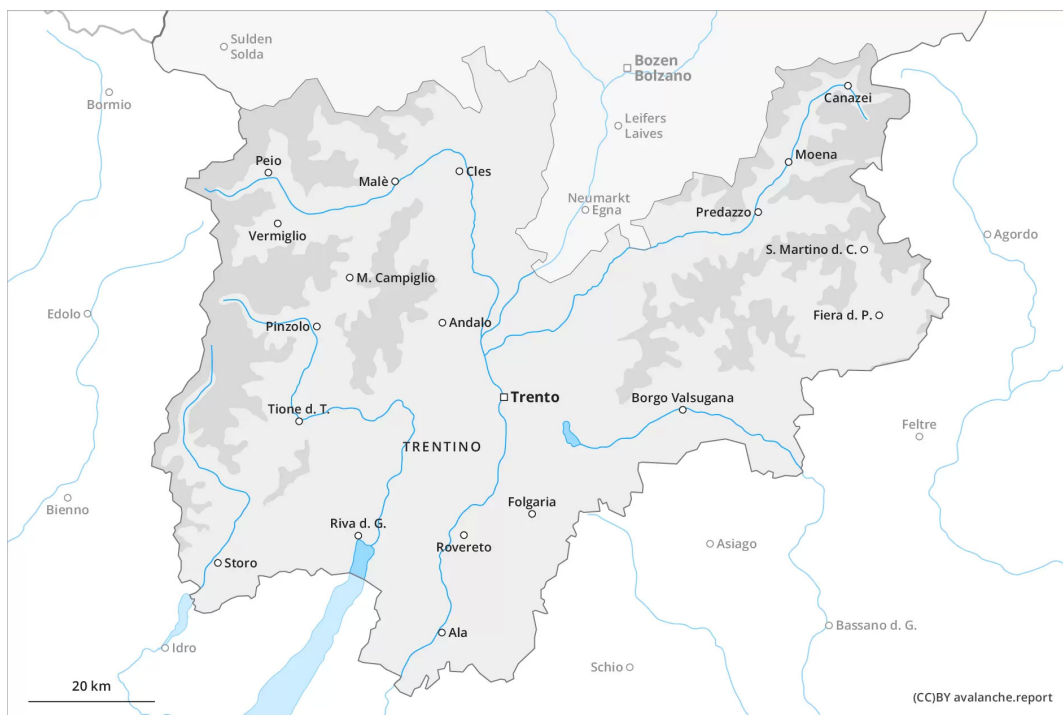 Sulden
Solda
Bozen
Bolzano
Bormio
Canazei
Leifers
Laives
Moena
Peio
Malè
Cles
Neumarkt
Egna
Predazzo
Vermiglio
Agordo
S. Martino d. C.
M. Campiglio
Edolo
Pinzolo
Andalo
Fiera d. P.
Trento
Borgo Valsugana
Tione d. T.
Feltre
TRENTINO
Bienno
Folgaria
Riva d. G.
Rovereto
Asiago
Storo
Bassano d. G.
Ala
Idro
Schio
20 km
(CC)BY avalanche.report